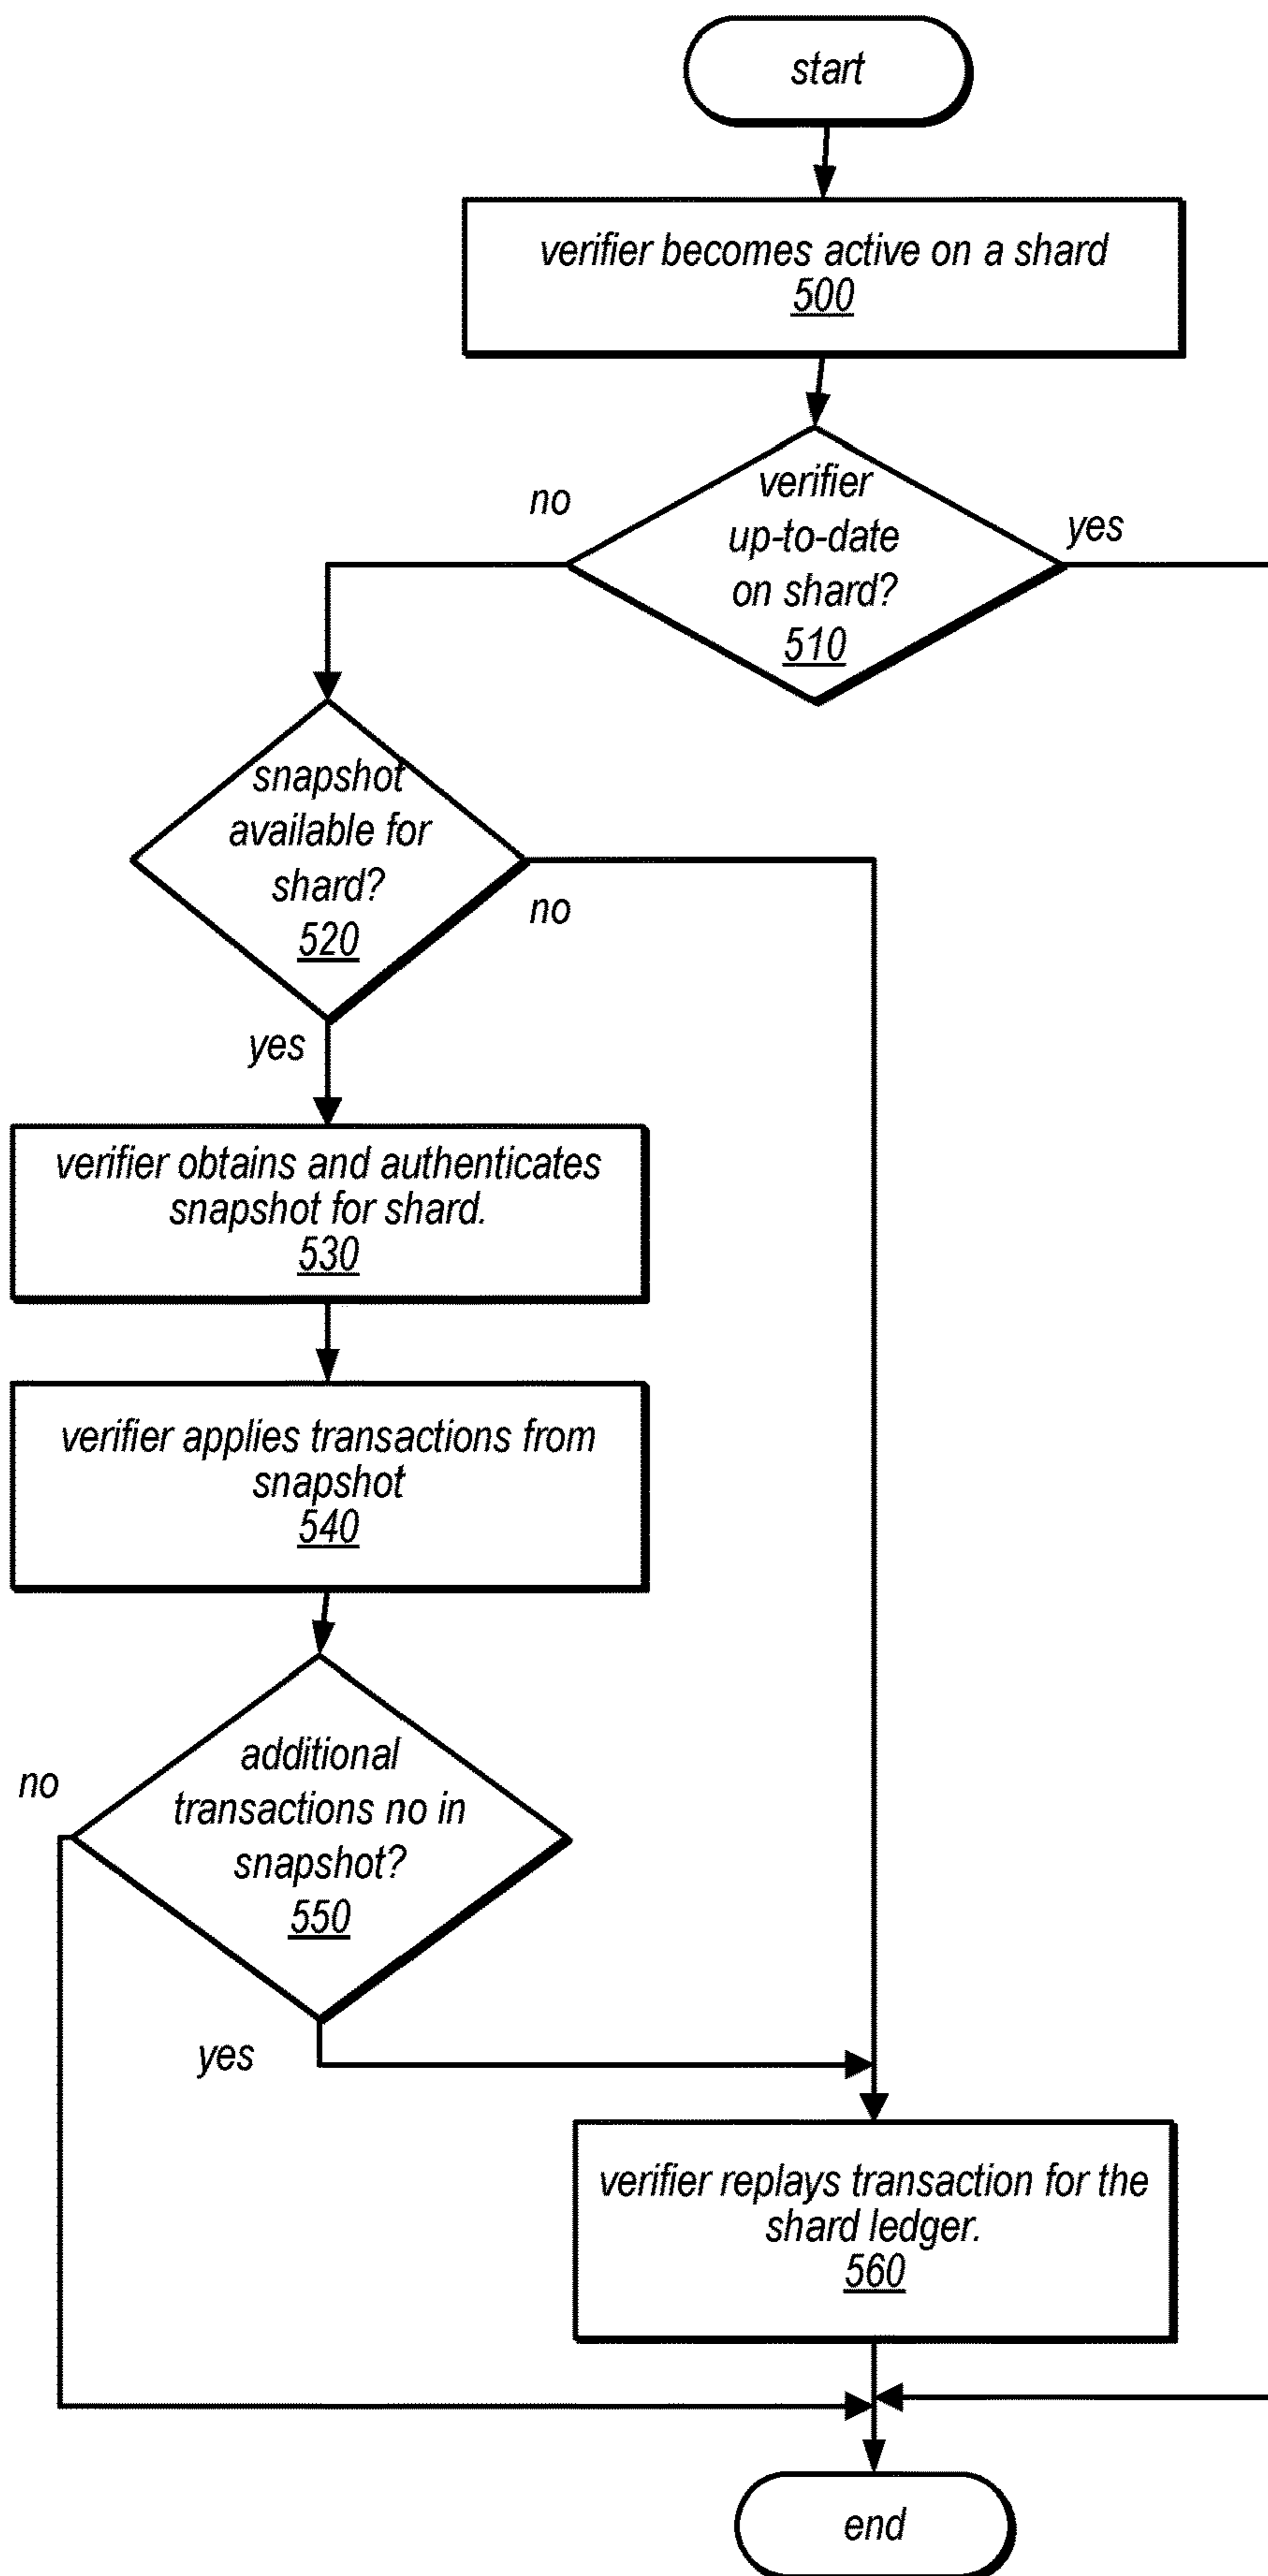 start
verifier becomes active on a shard
500
verifier
up-to-date
on shard?
510
no
yes
snapshot
available for
shard?
520
no
yes
verifier obtains and authenticates
snapshot for shard.
530
verifier applies transactions from
snapshot
540
additional
transactions no in
snapshot?
550
no
yes
verifier replays transaction for the
shard ledger.
560
end